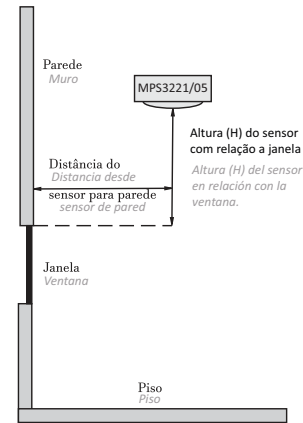 Parede
Muro
MPS3221/05
Altura (H) do sensor
com relação a janela
Altura (H) del sensor
en relación con la
ventana.
Distância do
Distancia desde
sensor para parede
sensor de pared
Janela
Ventana
Piso
Piso